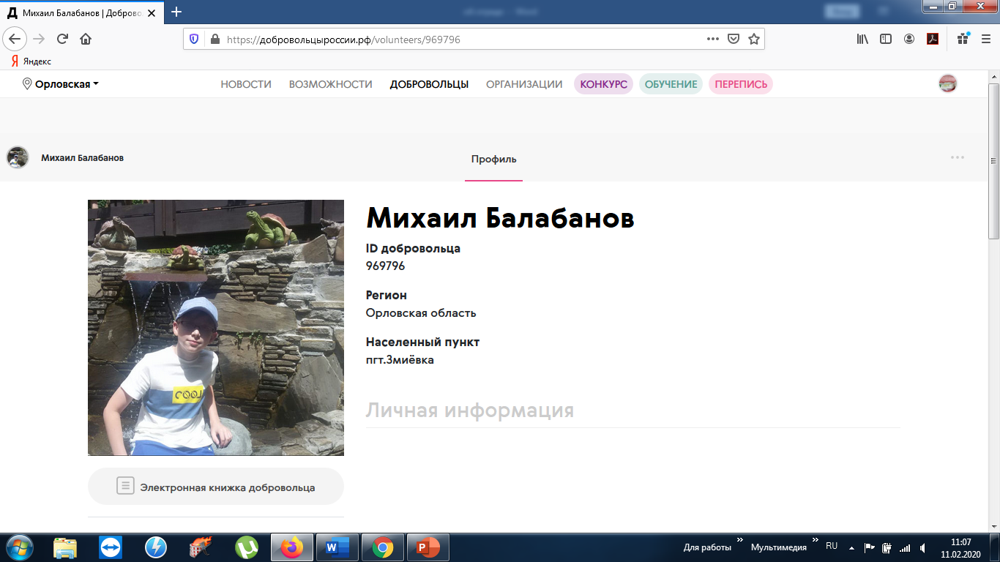 Михаил Балабанов | Доброво
https://добровольцыроссии.рф/volunteers/969796
Яндекс
Орловская
НОВОСТИ
ВОЗМОЖНОСТИ
ДОБРОВОЛЬЦЫ
ОРГАНИЗАЦИИ
КОНКУРС
ОБУЧЕНИЕ
ПЕРЕПИСЬ
Михаил Балабанов
Профиль
Михаил Балабанов
ID добровольца
969796
Регион
Орловская область
Населенный пункт
пгт.Змиёвка
Личная информация
COOL
Электронная книжка добровольца
Для работы
Мультимедиа
RU
11:07
11.02.2020